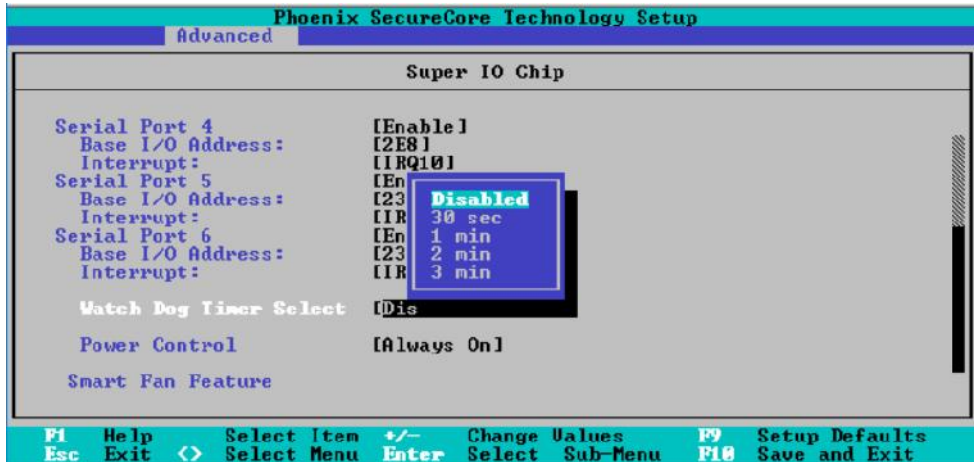 Phoenix SecureCore Technology Setup
Advanced
Super IO Chip
Serial Port 4 [Enable]
Base I/O Address: [2E8]
Interrupt: [IRQ10]
Serial Port 5 [En
Base I/O Address: [23
Interrupt: [IR
Serial Port 6 [En
Base I/O Address: [23
Interrupt: [IR
Disabled
30 sec
1 min
2 min
3 min
Watch Dog Timer Select [Dis
Power Control [Always On]
Smart Fan Feature
F1 Help Select Item +/- Change Values F9 Setup Defaults
Esc Exit <> Select Menu Enter Select Sub-Menu F10 Save and Exit